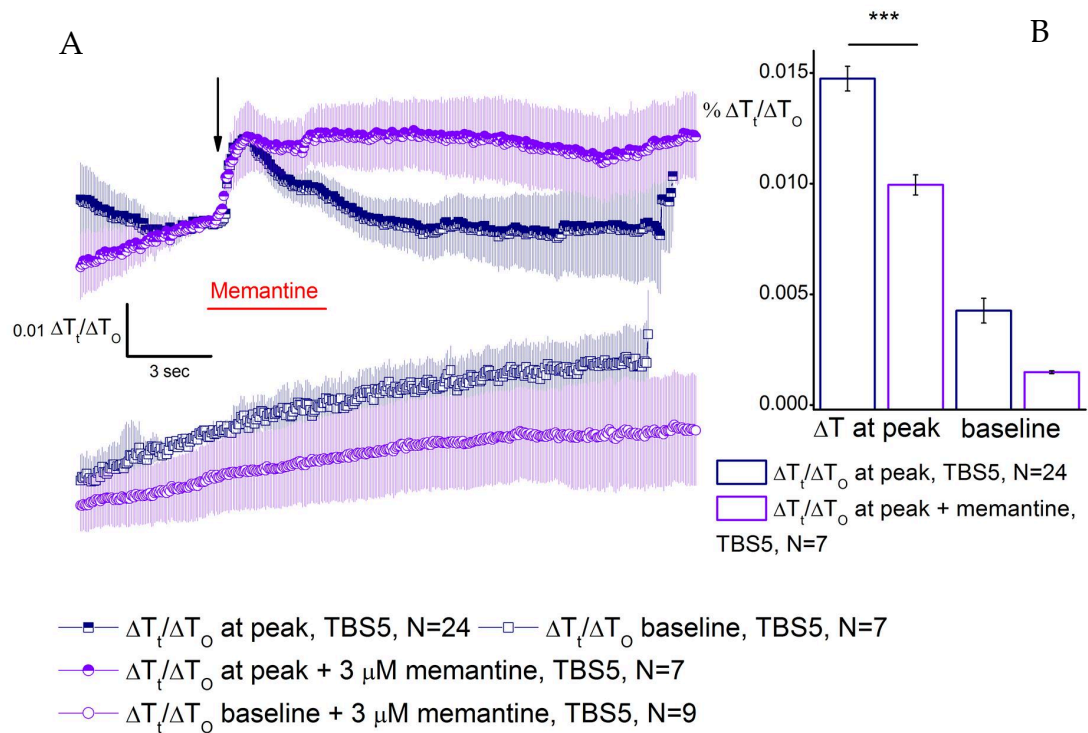 A
B
***
% ΔTt/ΔTO
0.015
0.010
0.005
0.000
Memantine
0.01 ΔTt/ΔTO
3 sec
ΔT at peak baseline
ΔTt/ΔTO at peak, TBS5, N=24
ΔTt/ΔTO at peak + memantine,
TBS5, N=7
ΔTt/ΔTO at peak, TBS5, N=24 ΔTt/ΔTO baseline, TBS5, N=7
ΔTt/ΔTO at peak + 3 μM memantine, TBS5, N=7
ΔTt/ΔTO baseline + 3 μM memantine, TBS5, N=9